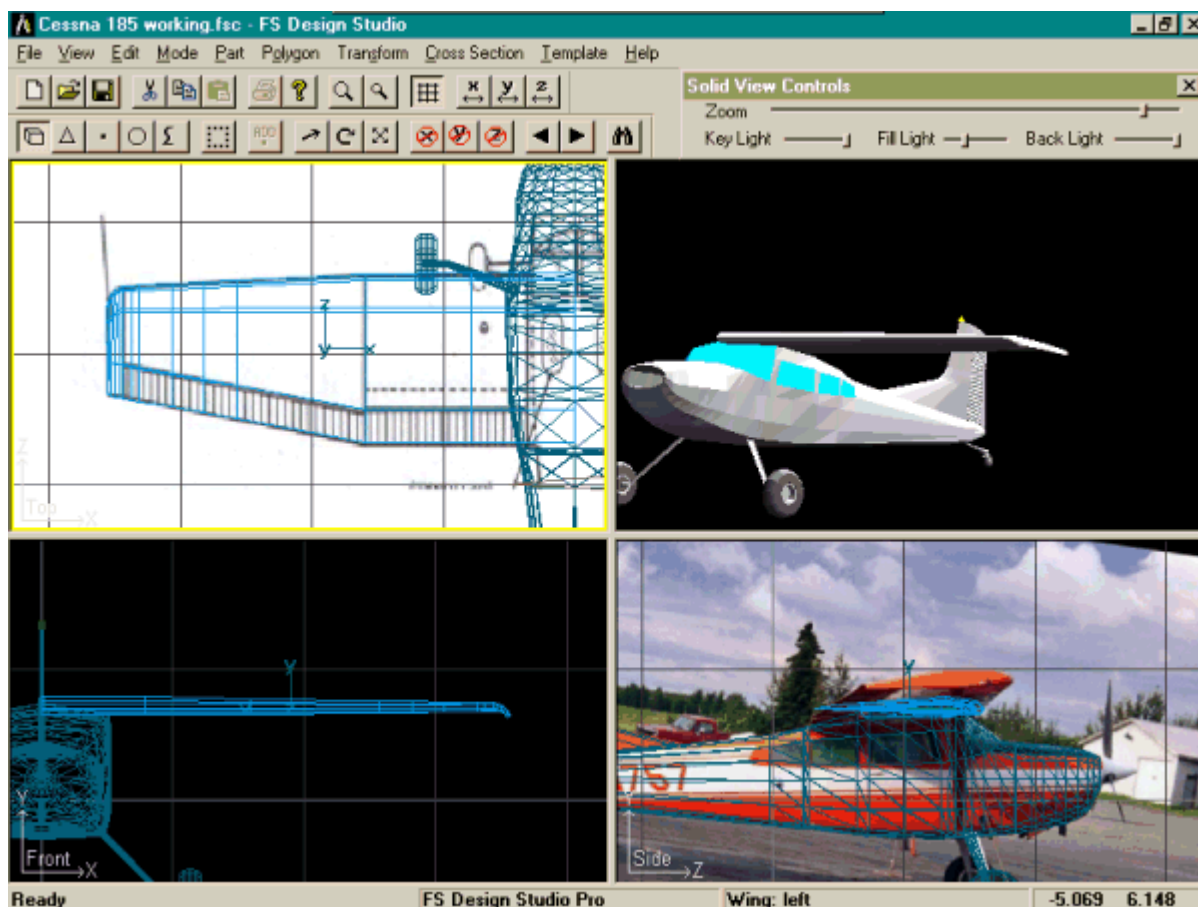 Cessna 185 working.fsc - FS Design Studio
File View Edit Mode Part Polygon Transform Cross Section Template Help
x y z
Solid View Controls
Zoom
Key Light Fill Light Back Light
ADD
x y z
z
y x
Z
Top X
Y
Y
Front X
Y
757
Y
Side Z
Ready FS Design Studio Pro Wing: left -5.069 6.148